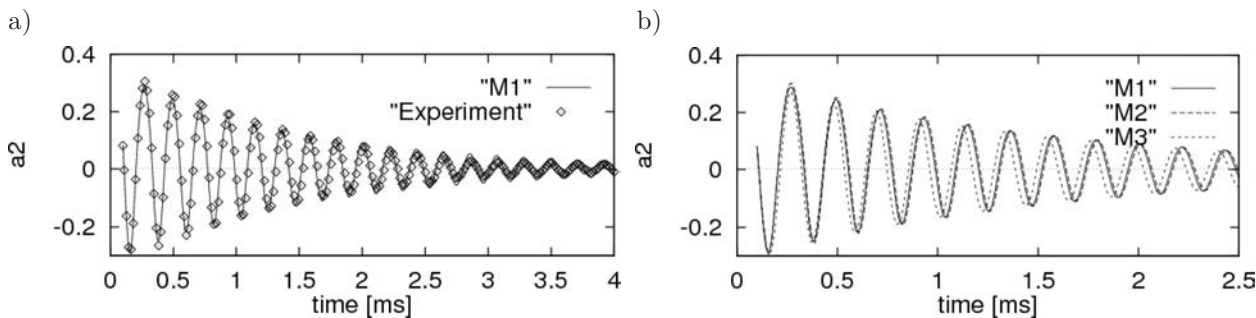 a)
0.4
0.2
0
-0.2
a2
"M1"
"Experiment"
0 0.5 1 1.5 2 2.5 3 3.5 4
time [ms]
b)
0.4
0.2
0
-0.2
a2
"M1"
"M2"
"M3"
0 0.5 1 1.5 2 2.5
time [ms]